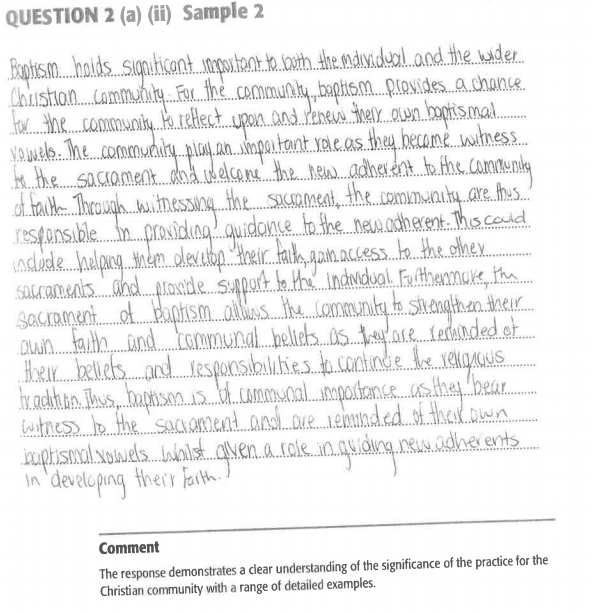 QUESTION 2 (a) (ii) Sample 2
Baptism holds significant important to both the individual and the wider
Christian community. For the community, baptism provides a chance
for the community to reflect upon and renew their own baptismal
vowels. The community play an important role as they become witness
to the sacrament and welcome the new adherent to the community
of faith. Through witnessing the sacrament, the community are thus
responsible in providing guidance to the new adherent. This could
include helping them develop their faith, gain access to the other
sacraments and provide support to the individual. Furthermore, the
sacrament of baptism allows the community to strengthen their
own faith and communal beliefs as they are reminded of
their beliefs and responsibilities to continue the religious
tradition. Thus, baptism is of communal importance as they bear
witness to the sacrament and are reminded of their own
baptismal vowels whilst given a role in guiding new adherents
in developing their faith.
Comment
The response demonstrates a clear understanding of the significance of the practice for the
Christian community with a range of detailed examples.